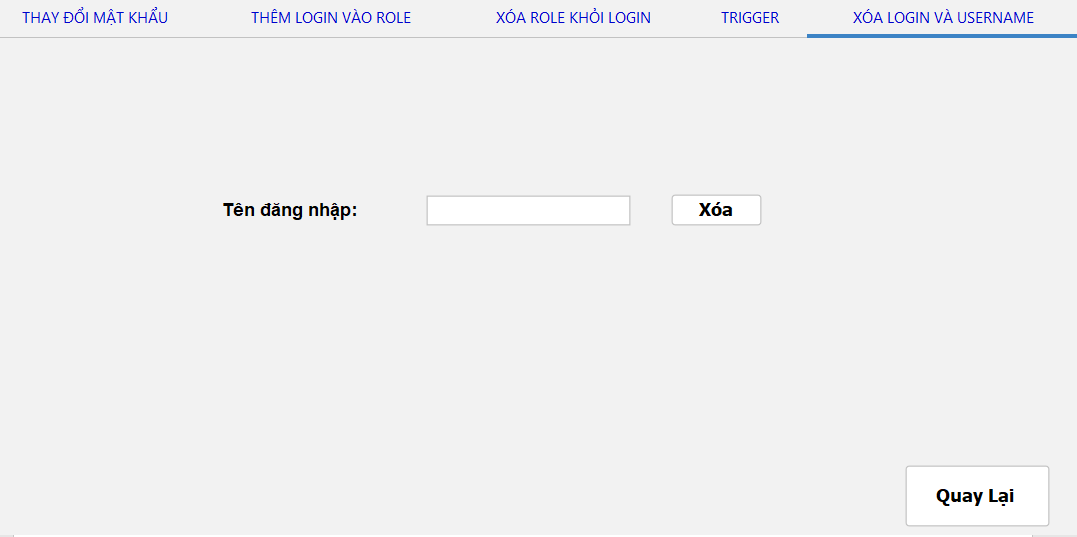 THAY ĐỔI MẬT KHẨU THÊM LOGIN VÀO ROLE XÓA ROLE KHỎI LOGIN TRIGGER XÓA LOGIN VÀ USERNAME
Tên đăng nhập: Xóa
Quay Lại